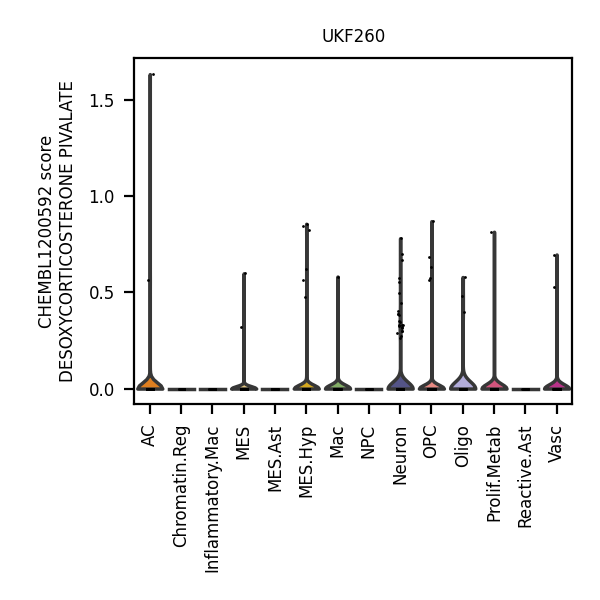 UKF260
CHEMBL1200592 score
DESOXYCORTICOSTERONE PIVALATE
1.5
1.0
0.5
0.0
AC
Chromatin.Reg
Inflammatory.Mac
MES
MES.Ast
MES.Hyp
Mac
NPC
Neuron
OPC
Oligo
Prolif.Metab
Reactive.Ast
Vasc